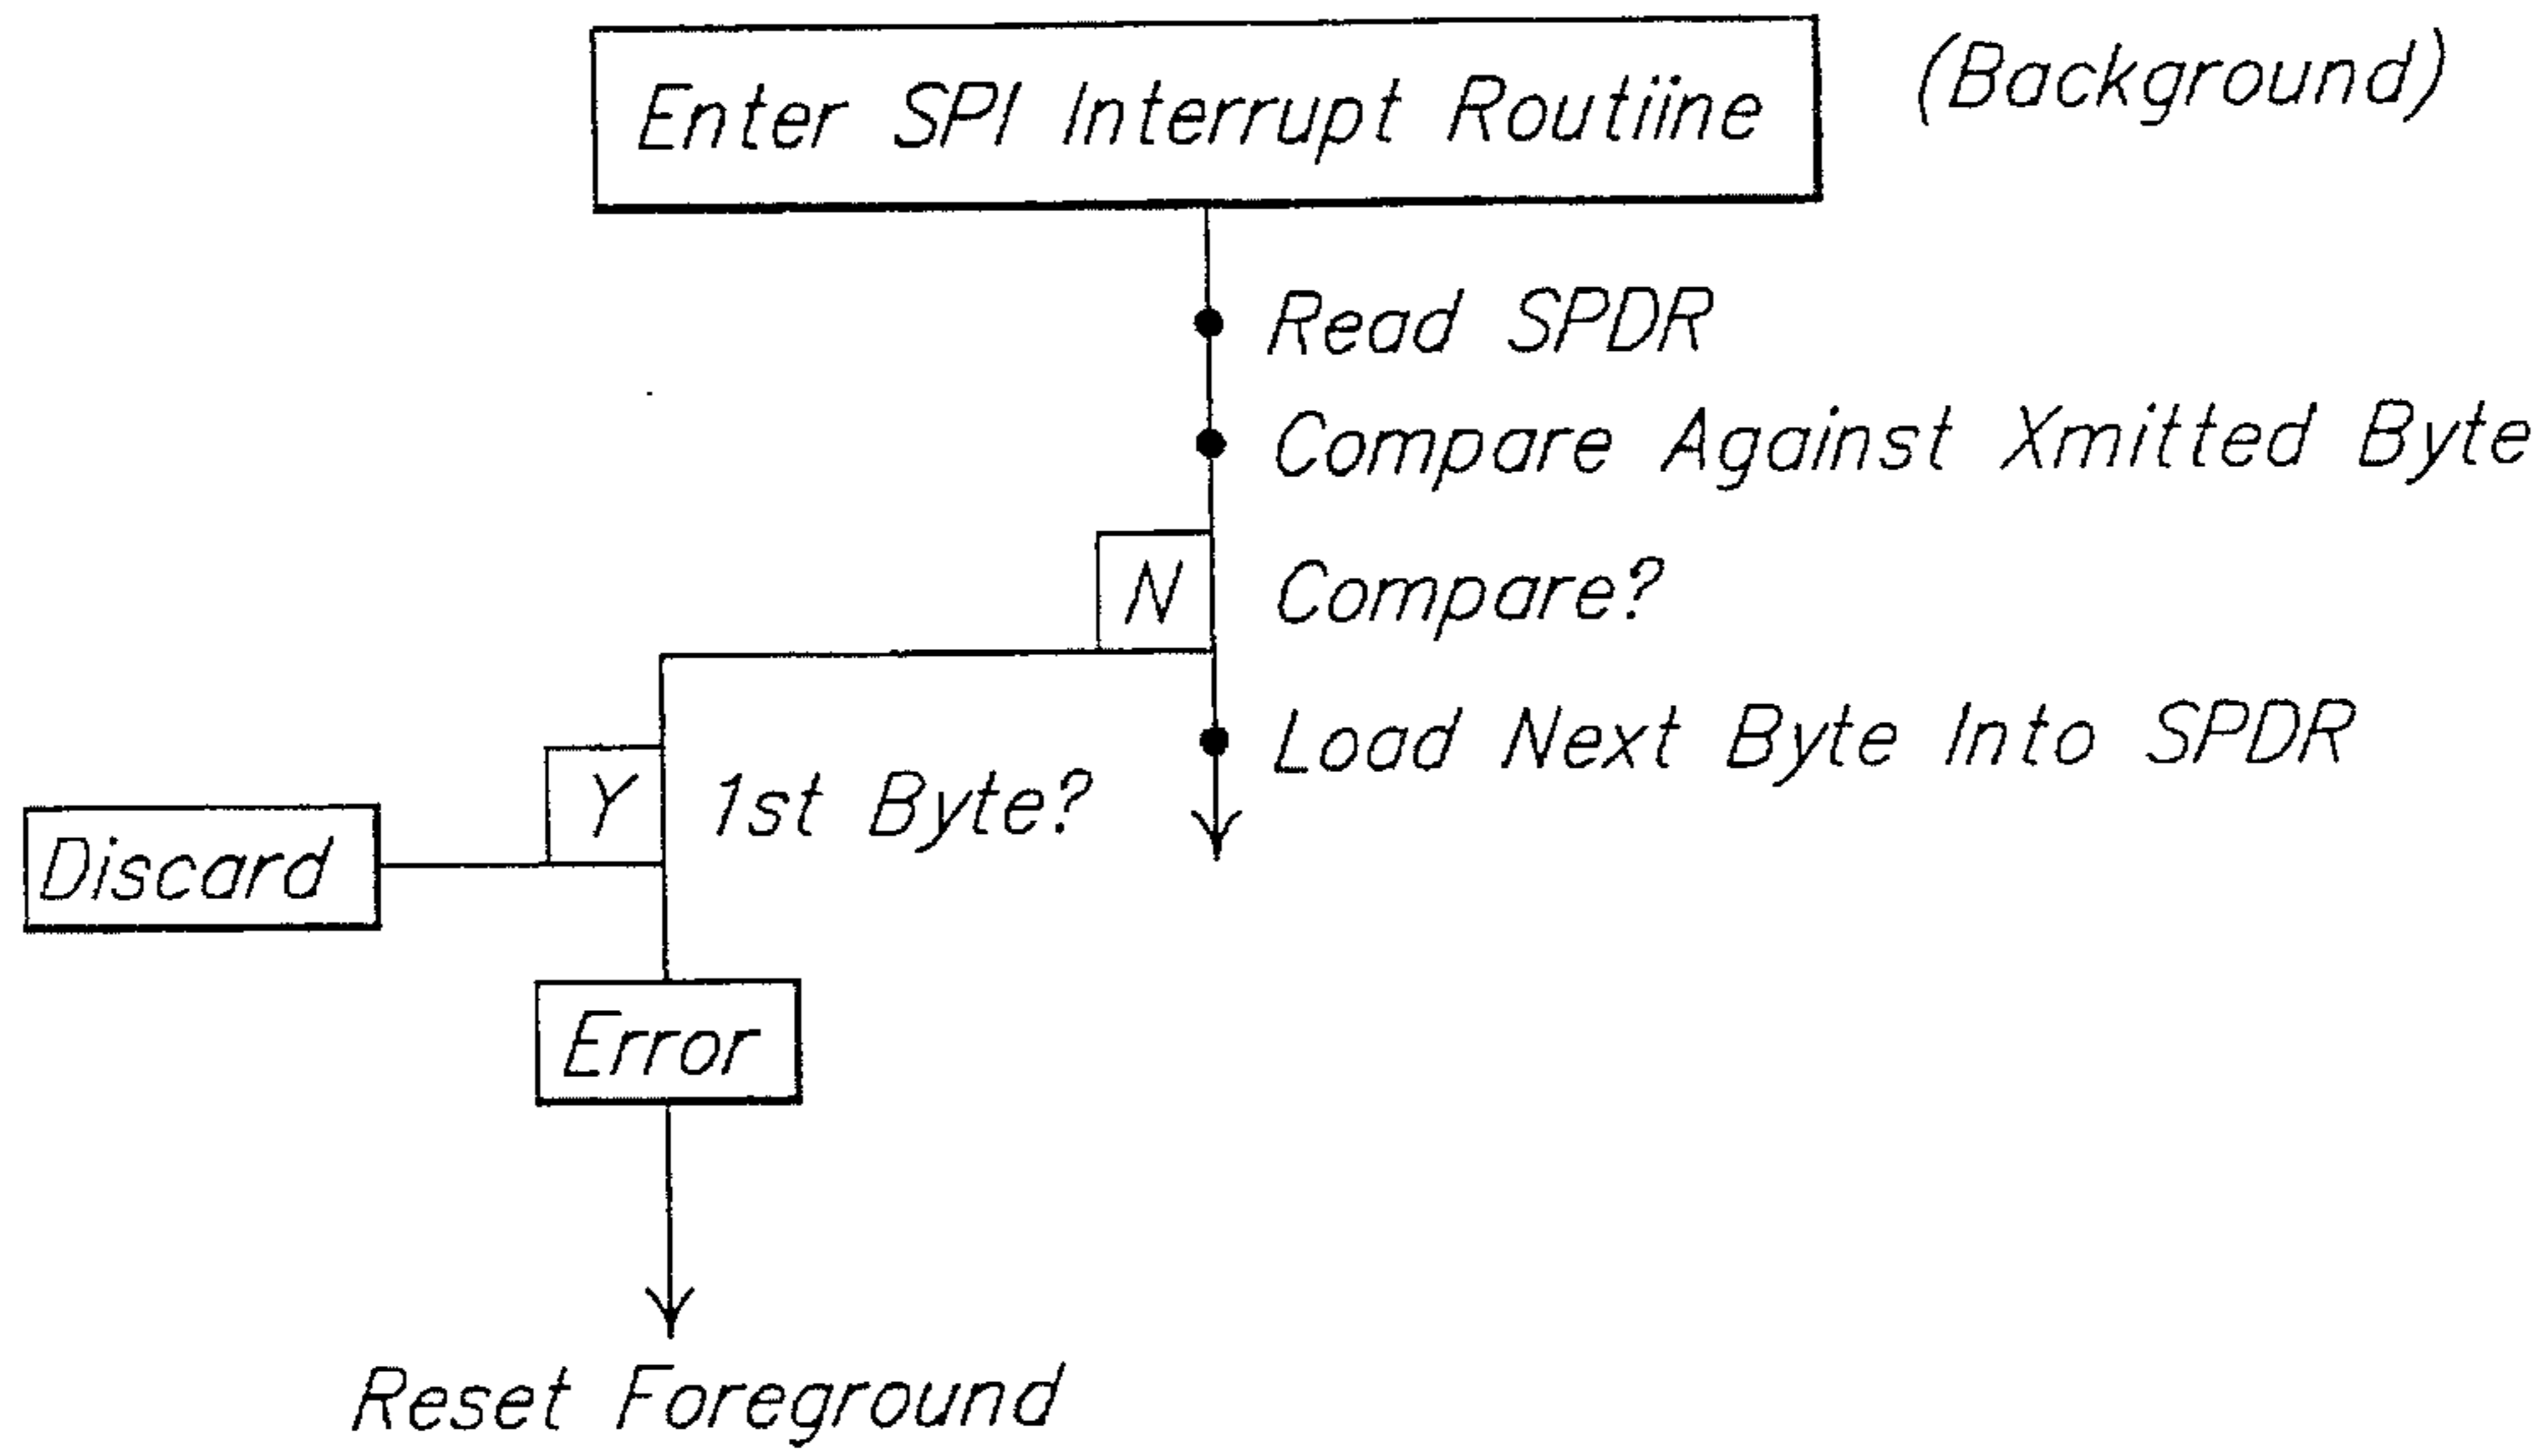 Enter SPI Interrupt Routiine
(Background)
Read SPDR
Compare Against Xmitted Byte
N
Compare?
Load Next Byte Into SPDR
Y
1st Byte?
Discard
Error
Reset Foreground